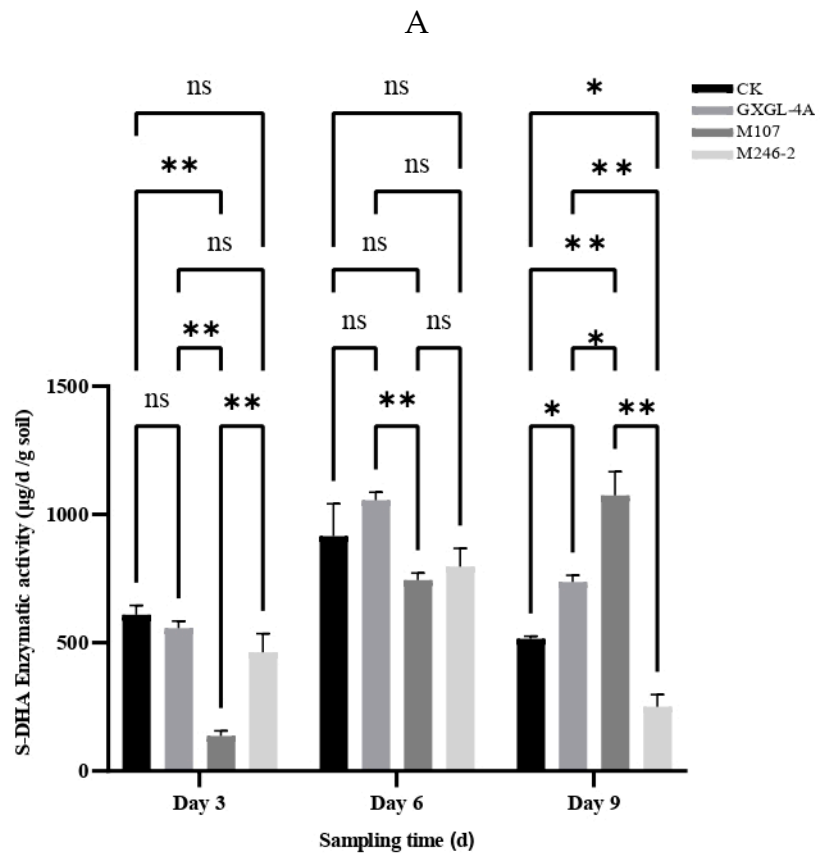 A
ns
ns
*
CK
GXGL-4A
M107
M246-2
**
ns
**
ns
ns
**
**
ns
ns
*
1500
ns
**
**
*
**
1000
500
0
S-DHA Enzymatic activity (μg/d /g soil)
Day 3
Day 6
Day 9
Sampling time (d)